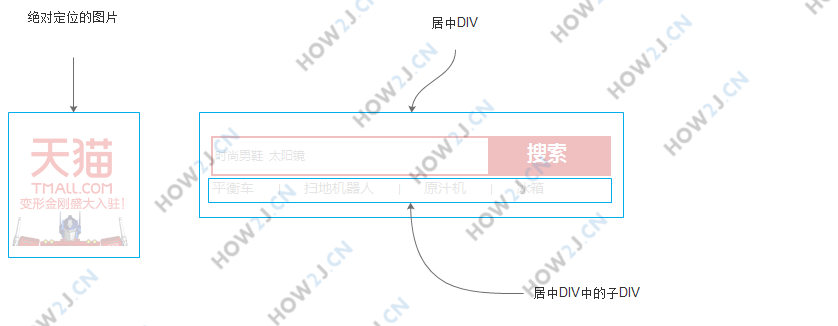 绝对定位的图片
居中DIV
天猫
TMALL.COM
变形金刚盛大入驻!
时尚男鞋 太阳镜
搜索
平衡车 | 扫地机器人 | 原汁机 | 水箱
居中DIV中的子DIV
HOW2J.CN
HOW2J.CN
HOW2J.CN
HOW2J.CN
HOW2J.CN
HOW2J.CN
HOW2J.CN
HOW2J.CN
HOW2J.CN
HOW2J.CN